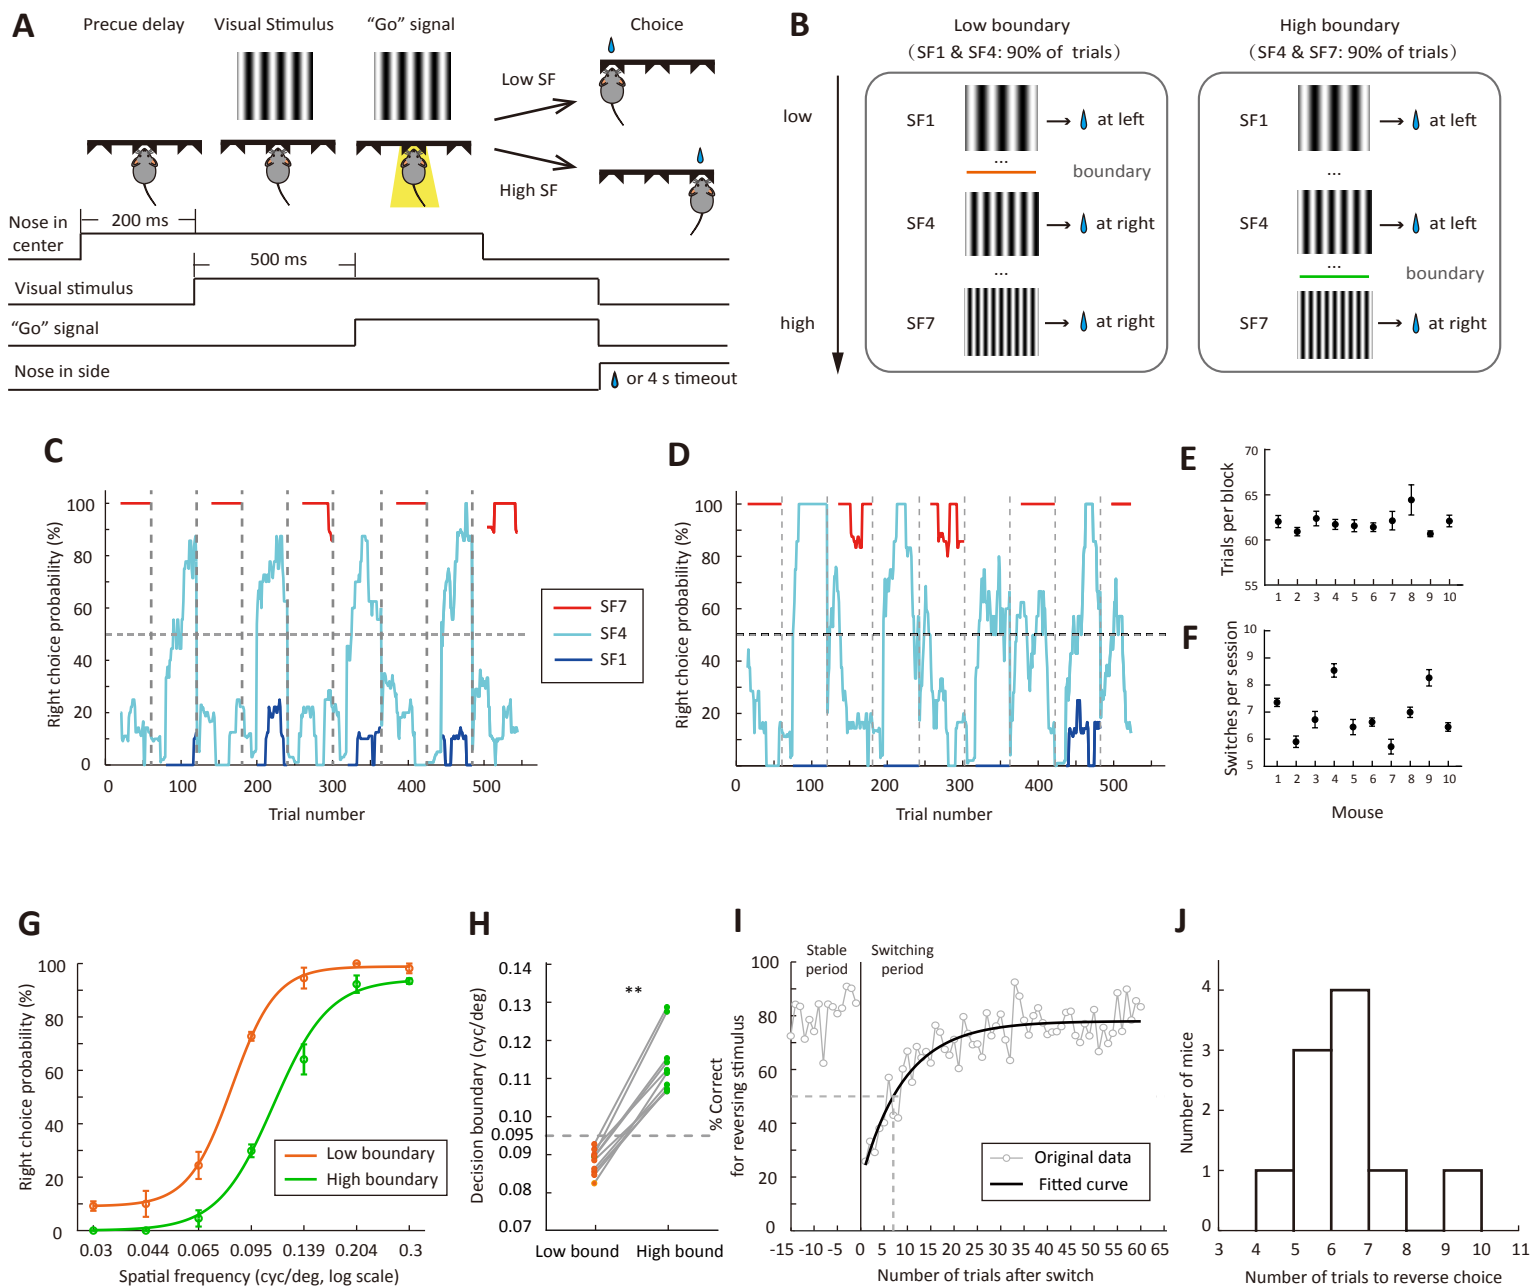 A
Precue delay
Visual Stimulus
“Go” signal
Choice
Low SF
High SF
Nose in
center
200 ms
500 ms
Visual stimulus
“Go” signal
Nose in side
or 4 s timeout
B
Low boundary
(SF1 & SF4: 90% of trials)
High boundary
(SF4 & SF7: 90% of trials)
low
high
SF1
at left
...
boundary
SF4
at right
...
SF7
at right
SF1
at left
...
SF4
at left
...
boundary
SF7
at right
C
Right choice probability (%)
100
80
60
40
20
0
0
100
200
300
400
500
Trial number
SF7
SF4
SF1
D
Right choice probability (%)
100
80
60
40
20
0
0
100
200
300
400
500
Trial number
E
Trials per block
70
65
60
55
1 2 3 4 5 6 7 8 9 10
F
Switches per session
10
9
8
7
6
5
1 2 3 4 5 6 7 8 9 10
Mouse
G
Right choice probability (%)
100
80
60
40
20
0
0.03 0.044 0.065 0.095 0.139 0.204 0.3
Spatial frequency (cyc/deg, log scale)
Low boundary
High boundary
H
Decision boundary (cyc/deg)
0.14
0.13
0.12
0.11
0.10
0.095
0.09
0.08
0.07
**
Low bound
High bound
I
Stable
period
Switching
period
% Correct
for reversing stimulus
100
80
60
40
20
0
-15 -10 -5 0 5 10 15 20 25 30 35 40 45 50 55 60 65
Number of trials after switch
Original data
Fitted curve
J
Number of mice
4
3
1
0
3 4 5 6 7 8 9 10 11
Number of trials to reverse choice